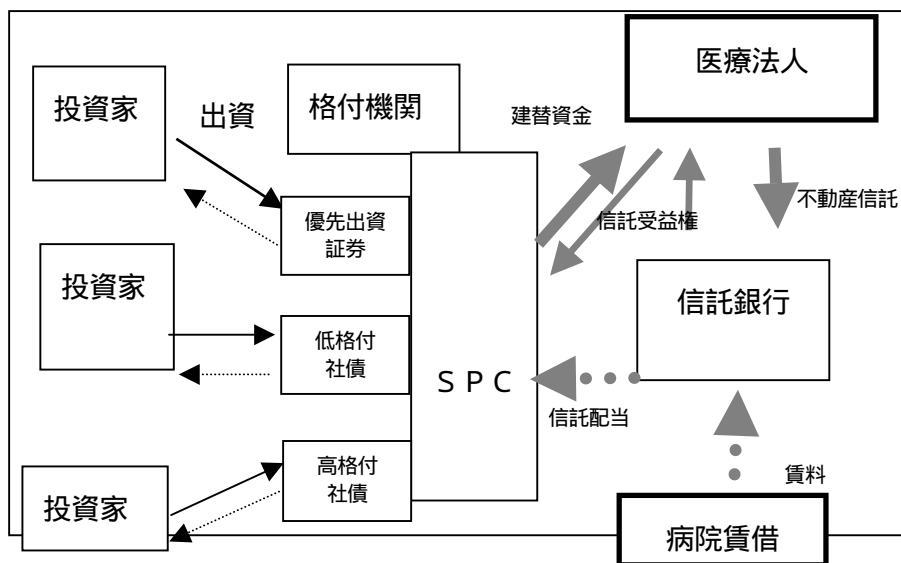 医療法人
投資家
出資
格付機関
建替資金
不動産信託
優先出資
証券
信託受益権
投資家
信託銀行
低格付
社債
ＳＰＣ
信託配当
高格付
社債
賃料
投資家
病院賃借